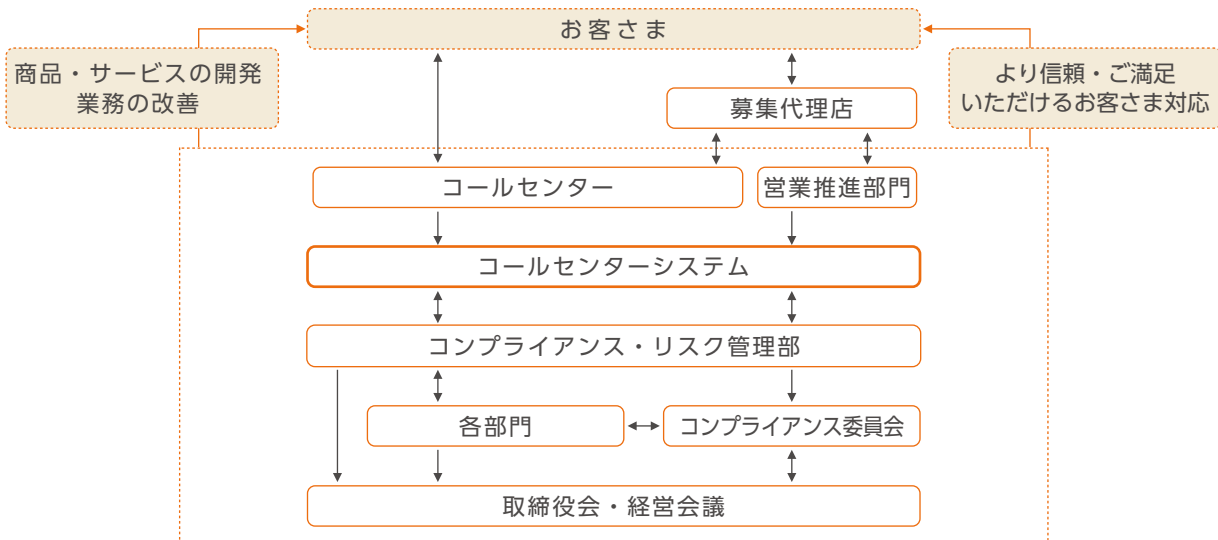 お客さま
商品・サービスの開発
業務の改善
より信頼・ご満足
いただけるお客さま対応
募集代理店
コールセンター
営業推進部門
コールセンターシステム
コンプライアンス・リスク管理部
各部門
コンプライアンス委員会
取締役会・経営会議